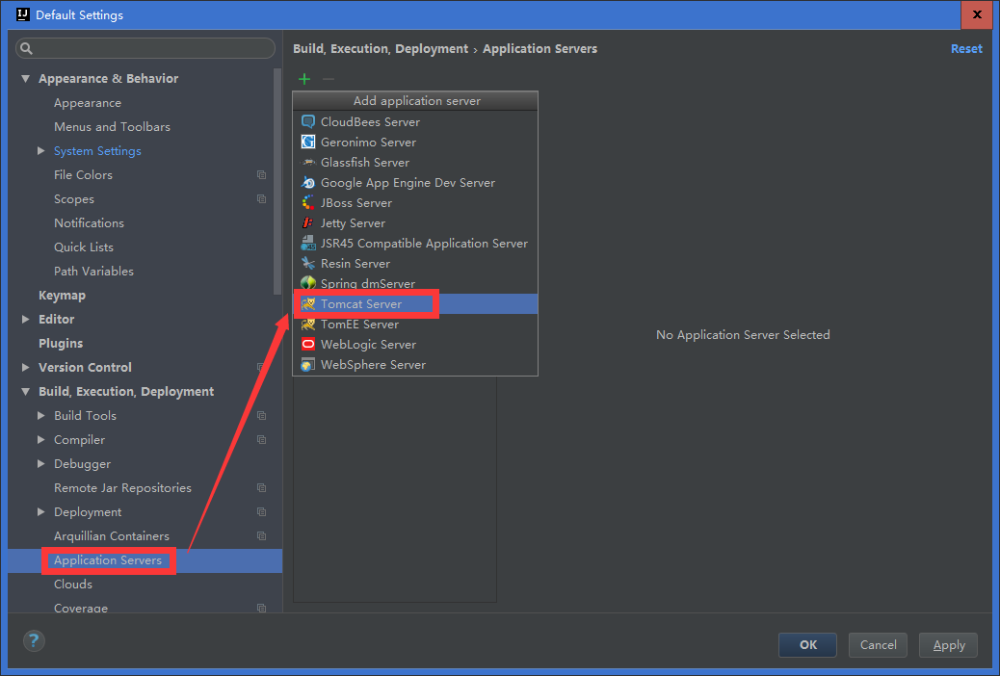 Default Settings
Build, Execution, Deployment › Application Servers
Reset
Appearance & Behavior
Appearance
Menus and Toolbars
System Settings
File Colors
Scopes
Notifications
Quick Lists
Path Variables
Keymap
Editor
Plugins
Version Control
Build, Execution, Deployment
Build Tools
Compiler
Debugger
Remote Jar Repositories
Deployment
Arquillian Containers
Application Servers
Clouds
Coverage
Add application server
CloudBees Server
Geronimo Server
Glassfish Server
Google App Engine Dev Server
JBoss Server
Jetty Server
JSR45 Compatible Application Server
Resin Server
Spring dmServer
Tomcat Server
TomEE Server
WebLogic Server
WebSphere Server
No Application Server Selected
?
OK
Cancel
Apply